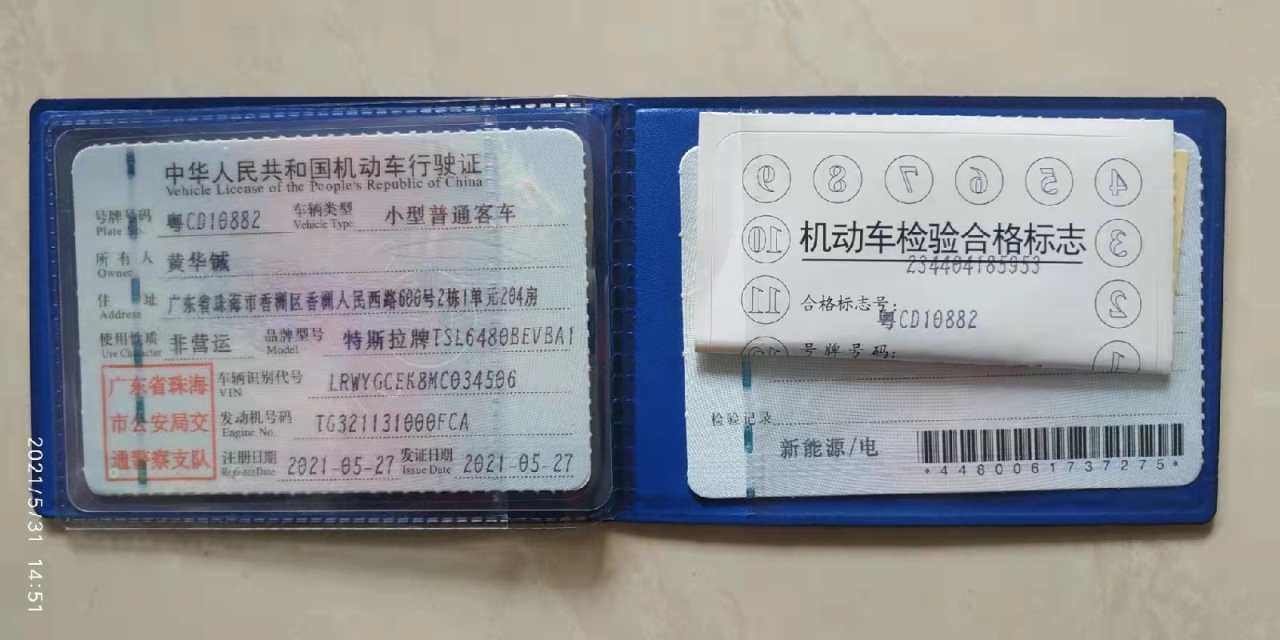 中华人民共和国机动车行驶证
Vehicle License of the People's Republic of China
号牌号码 粤CD10882 车辆类型 小型普通客车
Plate No. Vehicle Type
所有人 黄华铖
Owner
住址 广东省珠海市香洲区香洲人民西路600号2栋1单元204房
Address
使用性质 非营运 品牌型号 特斯拉牌TSL6480BEVBA1
Use Character Model
广东省珠海
市公安局交
通警察支队
车辆识别代号 LRWYGCEK8MC034506
VIN
发动机号码 TG321131000FCA
Engine No.
注册日期 2021-05-27 发证日期 2021-05-27
Register Date Issue Date
9 8 7 6 5 4
10 机动车检验合格标志 3
234404185953
11 合格标志号: 2
粤CD10882
号牌号码: 1
检验记录
新能源/电
*4480061737275*
2021/5/31 14:51